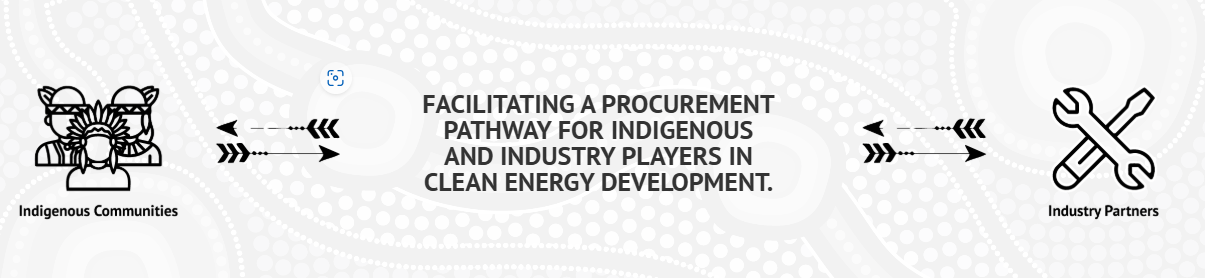 FACILITATING A PROCUREMENT
PATHWAY FOR INDIGENOUS
AND INDUSTRY PLAYERS IN
CLEAN ENERGY DEVELOPMENT.
Indigenous Communities
Industry Partners